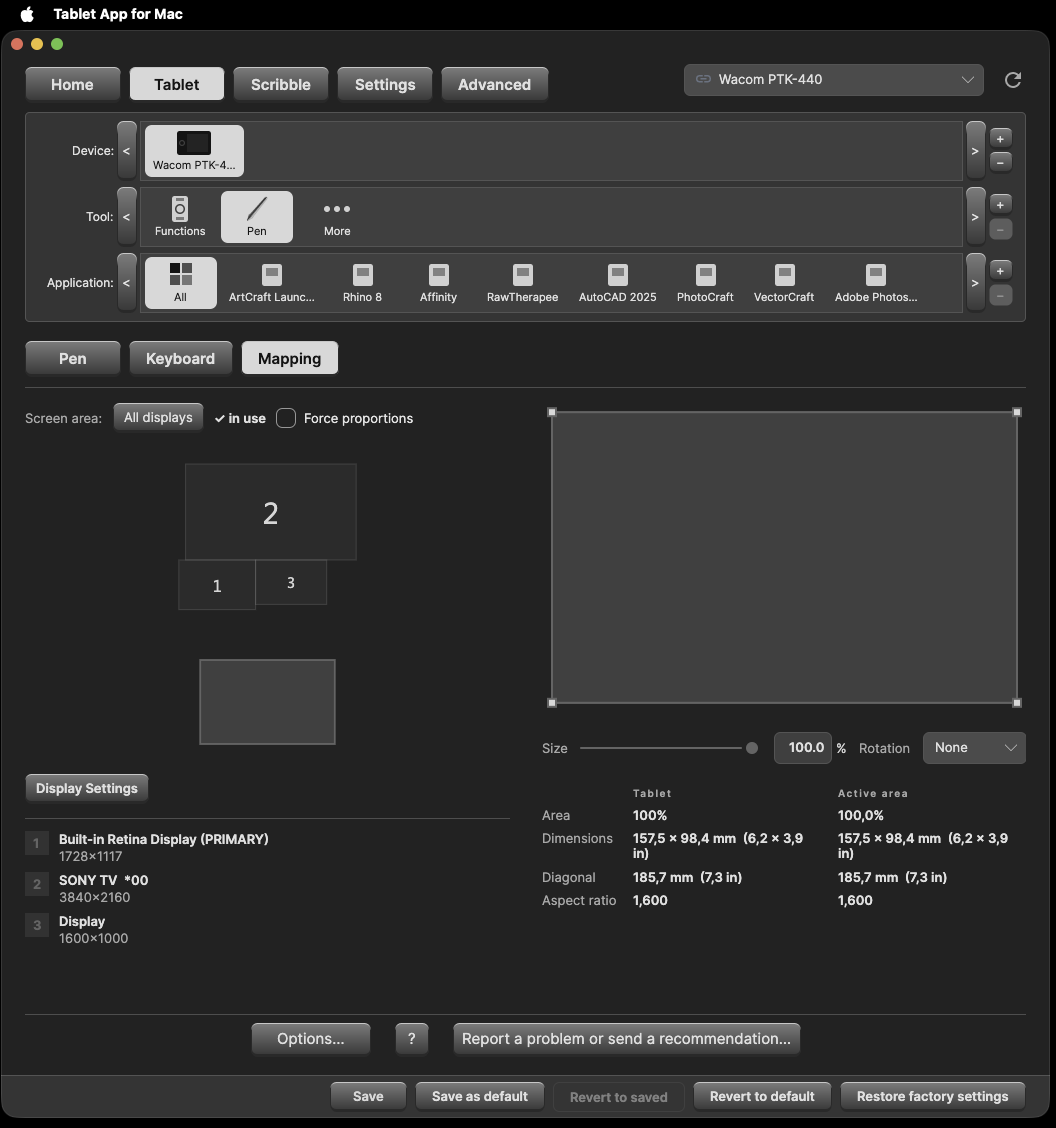 Tablet App for Mac
Home
Tablet
Scribble
Settings
Advanced
Wacom PTK-440
Device:
<
Wacom PTK-4...
>
+
−
Tool:
<
Functions
Pen
More
>
+
−
Application:
<
All
ArtCraft Launc...
Rhino 8
Affinity
RawTherapee
AutoCAD 2025
PhotoCraft
VectorCraft
Adobe Photos...
>
+
−
Pen
Keyboard
Mapping
Screen area:
All displays
✓ in use
Force proportions
2
1
3
Size
100.0
%
Rotation
None
Display Settings
1
Built-in Retina Display (PRIMARY)
1728×1117
2
SONY TV *00
3840×2160
3
Display
1600×1000
Tablet
Active area
Area
100%
100,0%
Dimensions
157,5 × 98,4 mm (6,2 × 3,9
in)
157,5 × 98,4 mm (6,2 × 3,9
in)
Diagonal
185,7 mm (7,3 in)
185,7 mm (7,3 in)
Aspect ratio
1,600
1,600
Options...
?
Report a problem or send a recommendation...
Save
Save as default
Revert to saved
Revert to default
Restore factory settings